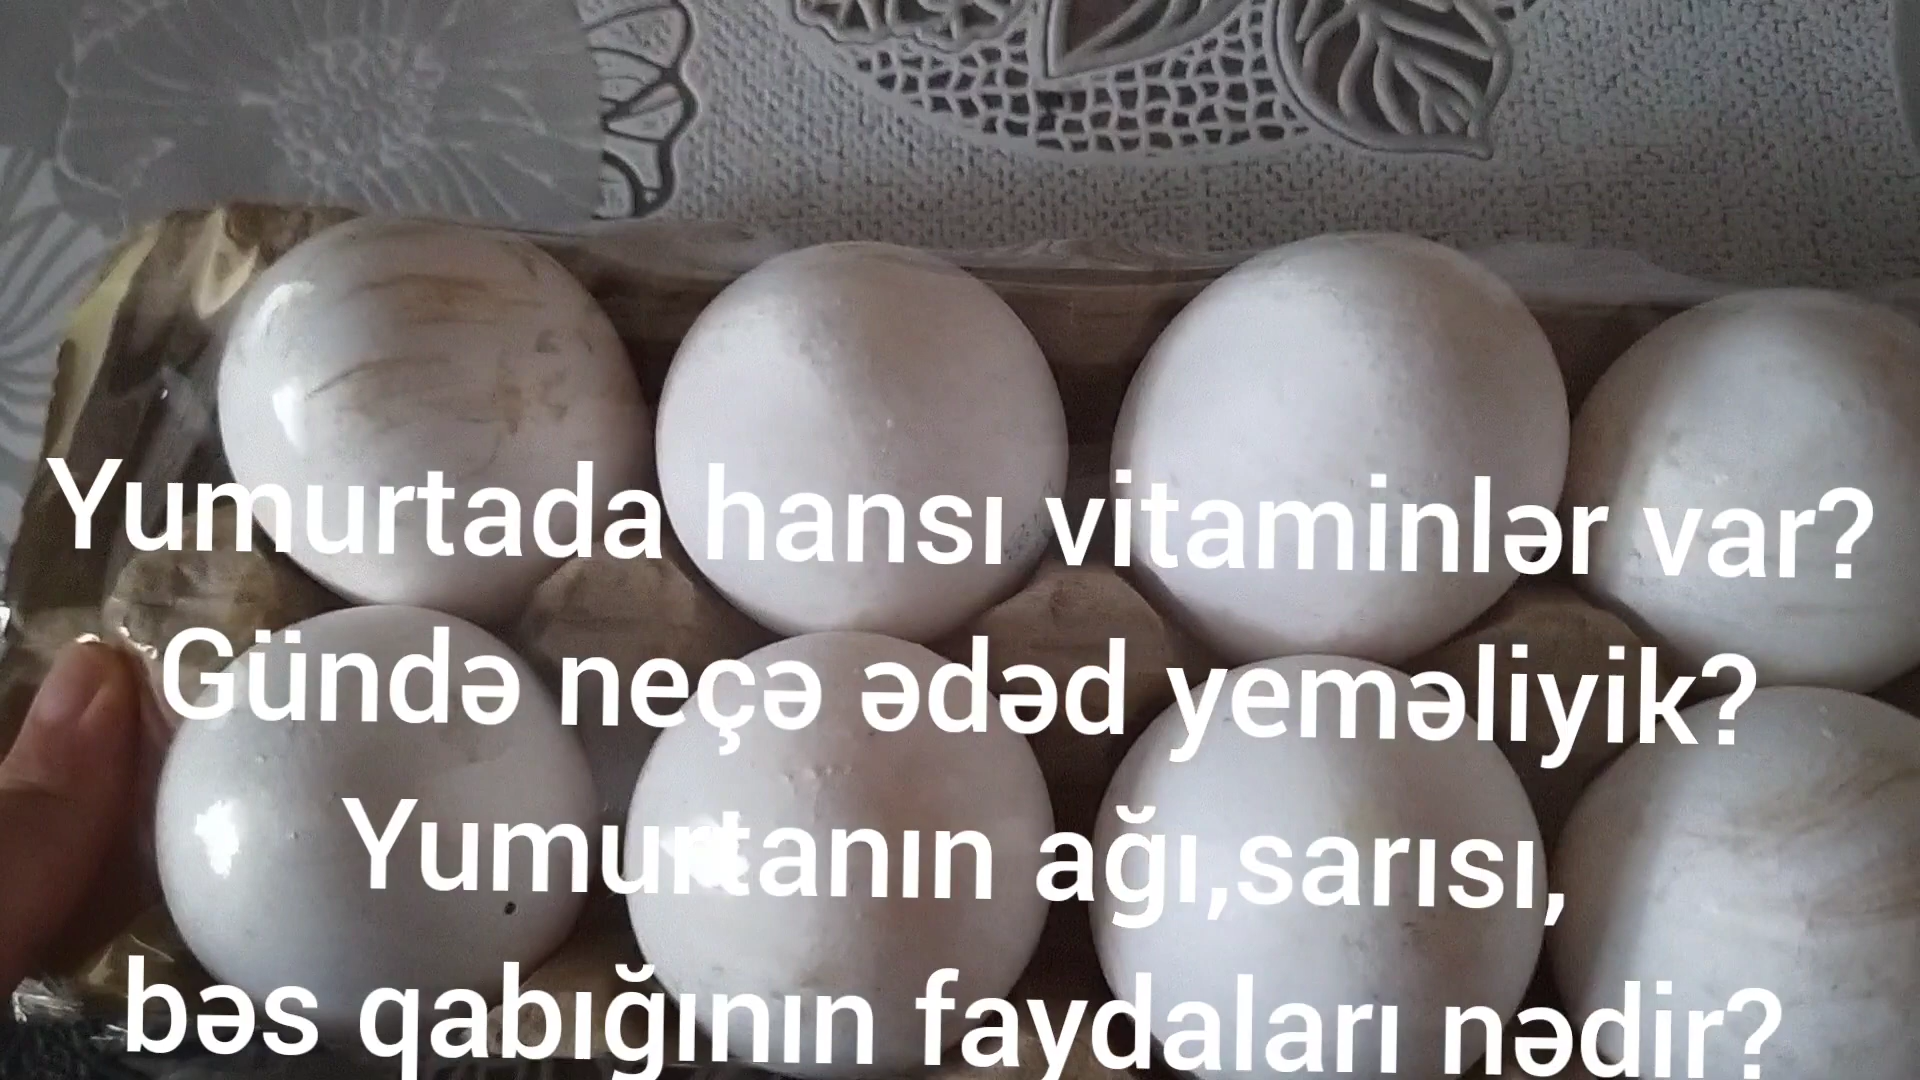 Yumurtada hansı vitaminlər var?
Gündə neçə ədəd yeməliyik?
Yumurtanın ağı,sarısı,
bəs qabığının faydaları nədir?